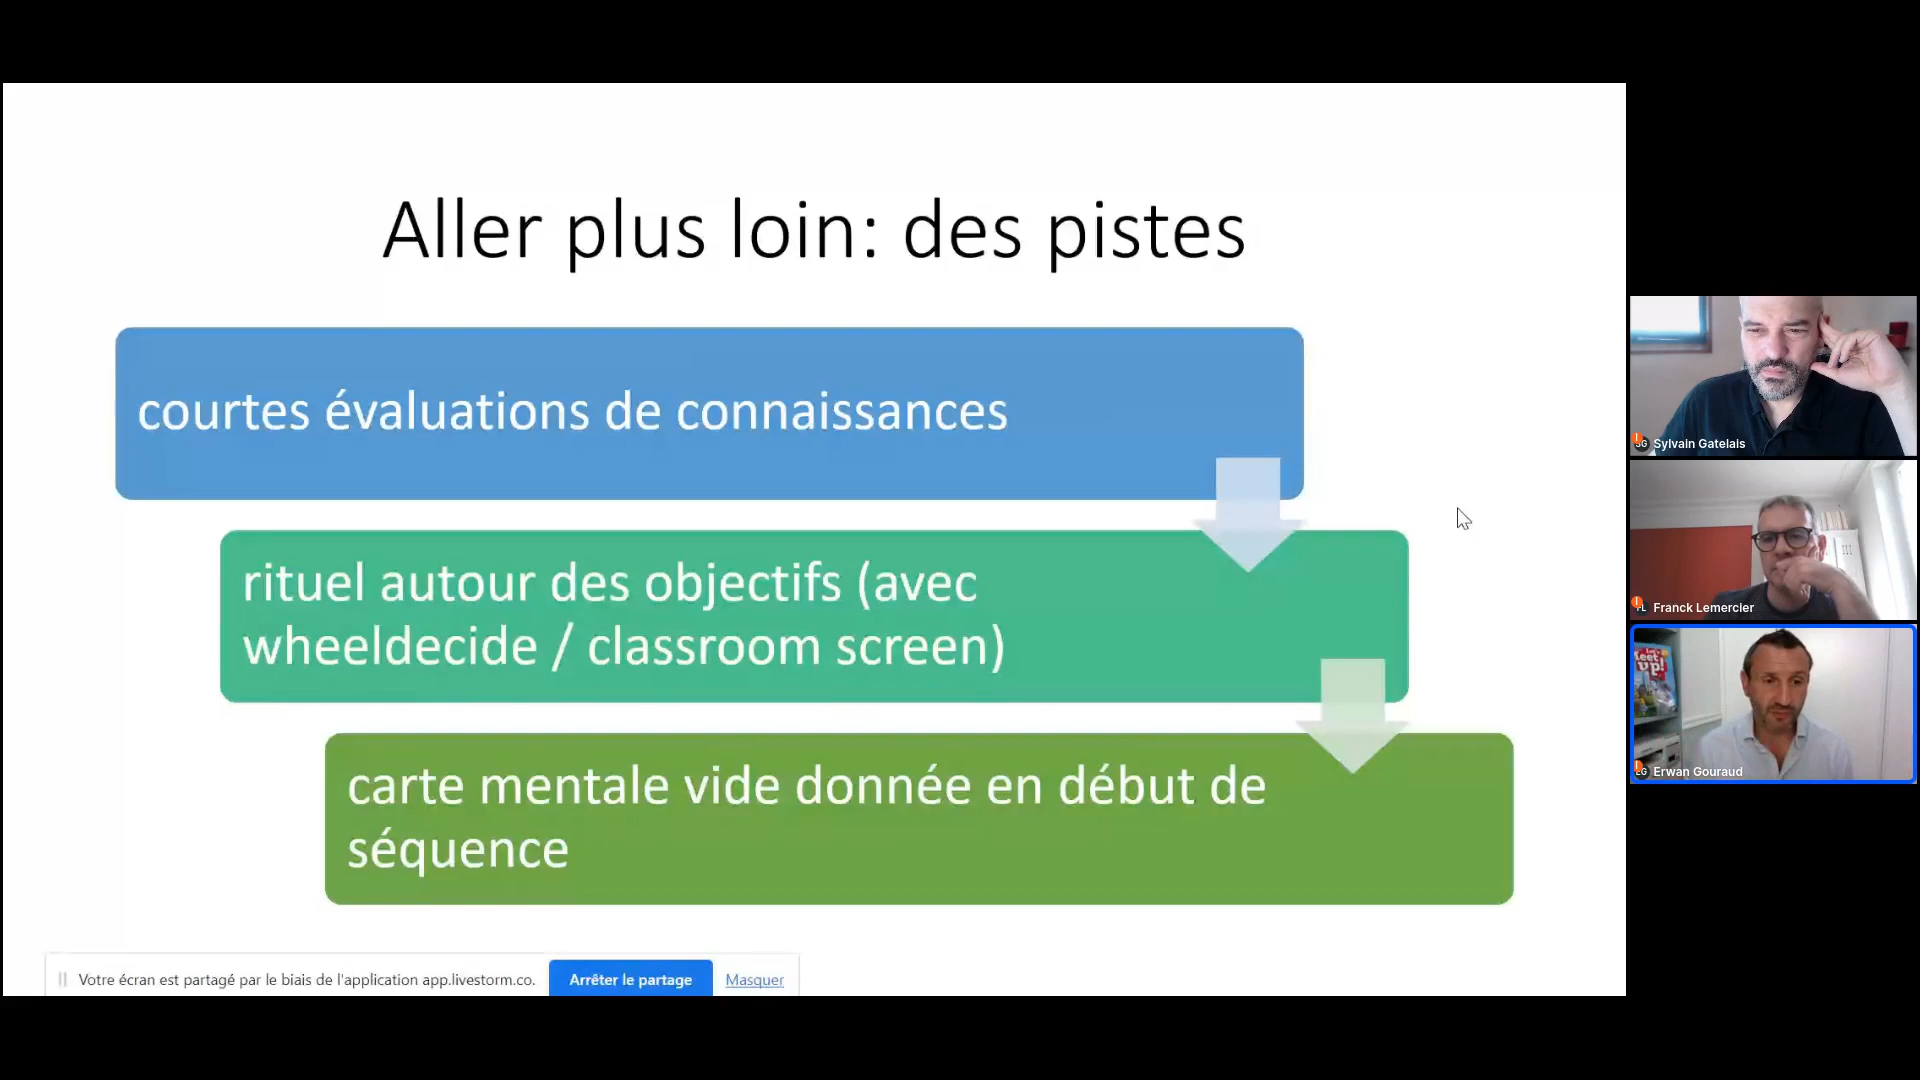 Aller plus loin: des pistes
courtes évaluations de connaissances
rituel autour des objectifs (avec
wheeldecide / classroom screen)
carte mentale vide donnée en début de
séquence
Votre écran est partagé par le biais de l'application app.livestorm.co.
Arrêter le partage
Masquer
Sylvain Gatelais
Franck Lemercier
up!
Erwan Gouraud